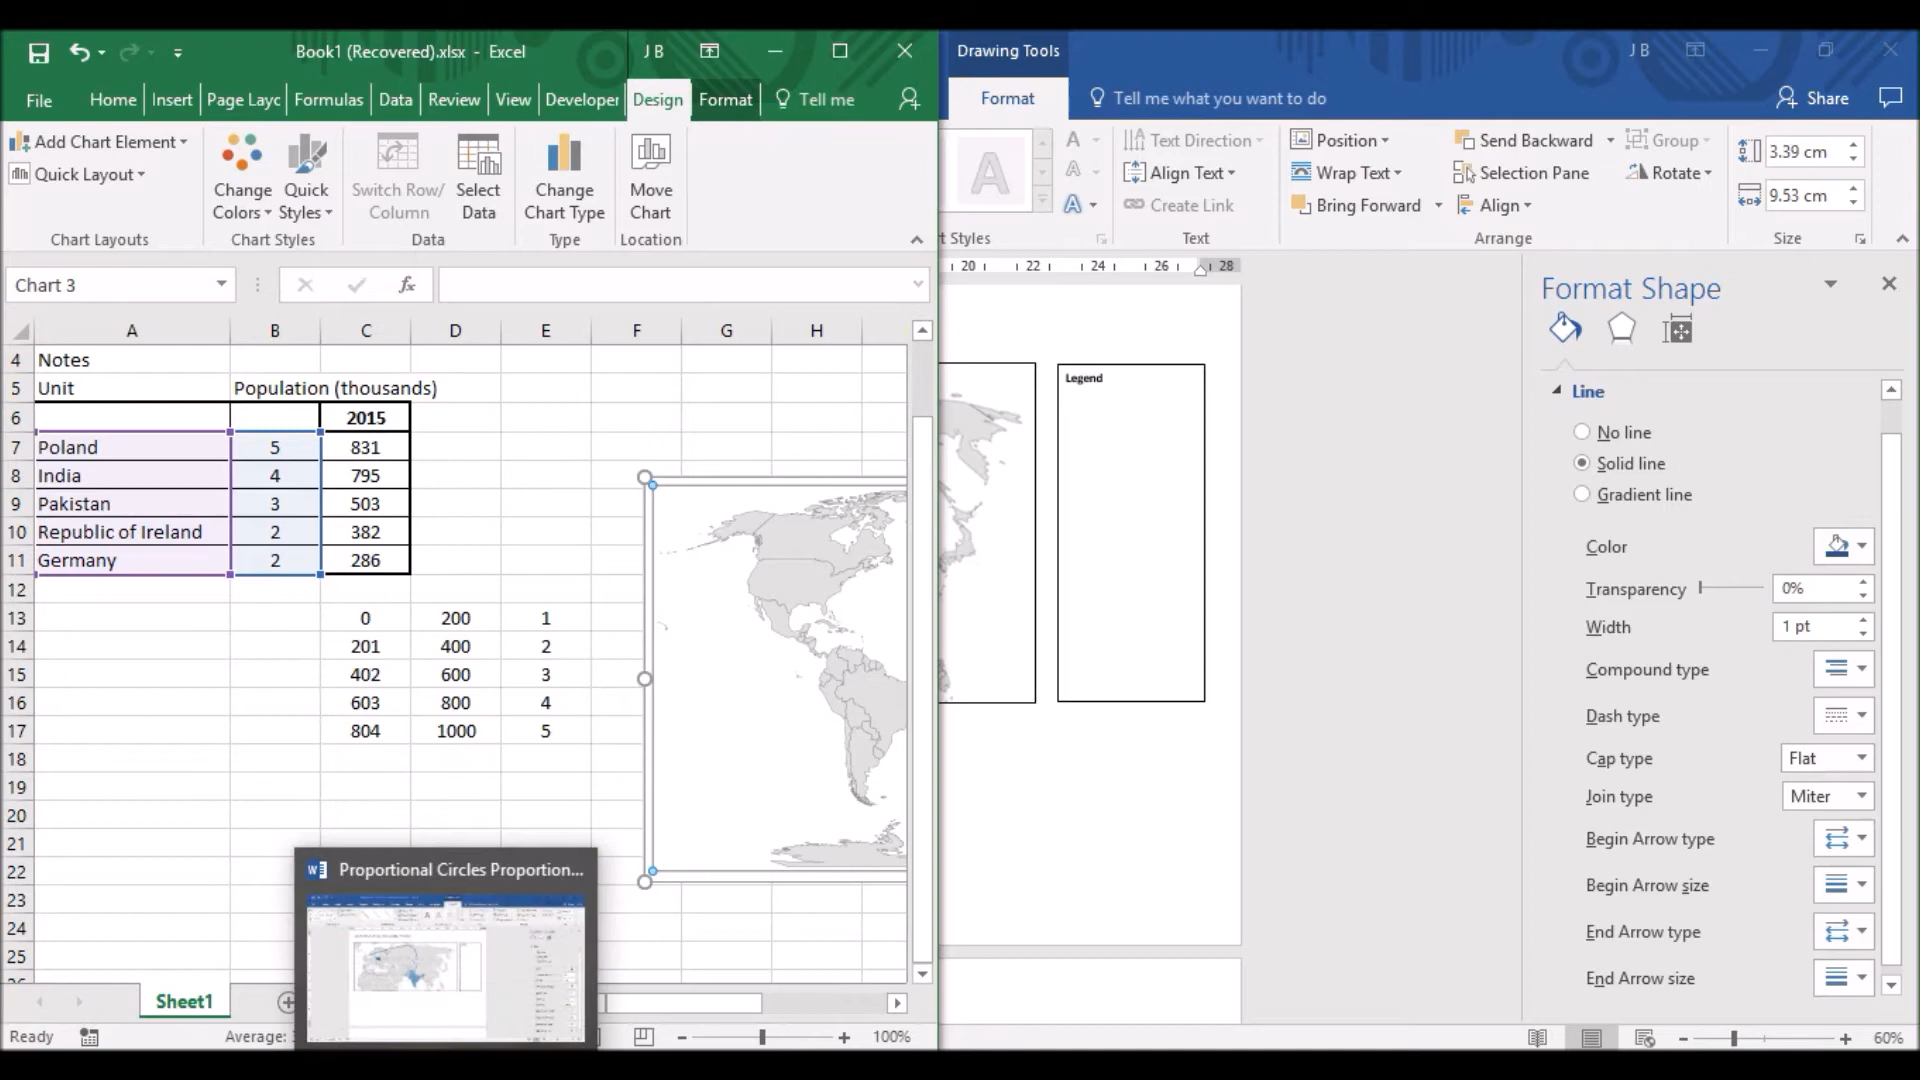 Book1 (Recovered).xlsx - Excel
J B
File Home Insert Page Layc Formulas Data Review View Developer Design Format Tell me
Add Chart Element
Quick Layout
Change Colors
Quick Styles
Switch Row/ Column
Select Data
Change Chart Type
Move Chart
Chart Layouts Chart Styles Data Type Location
Chart 3
fx
A B C D E F G H
4 Notes
5 Unit Population (thousands)
6 2015
7 Poland 5 831
8 India 4 795
9 Pakistan 3 503
10 Republic of Ireland 2 382
11 Germany 2 286
12
13 0 200 1
14 201 400 2
15 402 600 3
16 603 800 4
17 804 1000 5
18
19
20
21
22
23
24
25
Proportional Circles Proportion...
Sheet1
Ready Average: 100%
Drawing Tools
J B
Format Tell me what you want to do Share
A
Text Direction
Align Text
Create Link
Position
Wrap Text
Bring Forward
Send Backward
Selection Pane
Align
Group
Rotate
3.39 cm
9.53 cm
t Styles Text Arrange Size
20 22 24 26 28
Legend
Format Shape
Line
No line
Solid line
Gradient line
Color
Transparency 0%
Width 1 pt
Compound type
Dash type
Cap type Flat
Join type Miter
Begin Arrow type
Begin Arrow size
End Arrow type
End Arrow size
60%